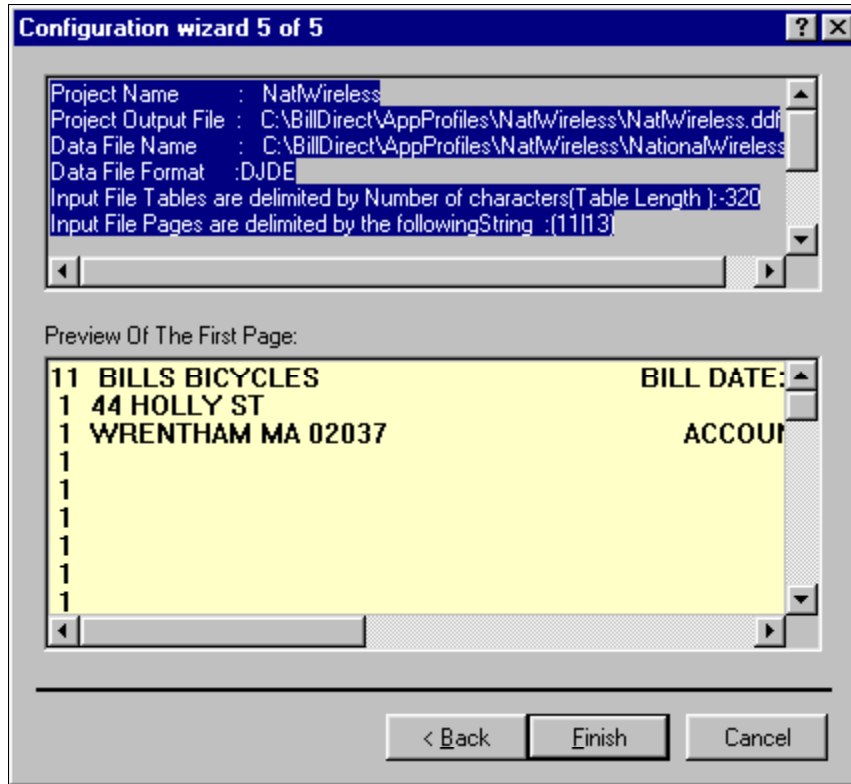 Configuration wizard 5 of 5
Project Name : NatlWireless
Project Output File : C:\BillDirect\AppProfiles\NatlWireless\NatlWireless.ddf
Data File Name : C:\BillDirect\AppProfiles\NatlWireless\NationalWireless
Data File Format :DJDE
Input File Tables are delimited by Number of characters(Table Length ):-320
Input File Pages are delimited by the followingString :(11|13)
Preview Of The First Page:
11 BILLS BICYCLES BILL DATE:
1 44 HOLLY ST
1 WRENTHAM MA 02037 ACCOUN
1
1
1
1
1
1
< Back Finish Cancel